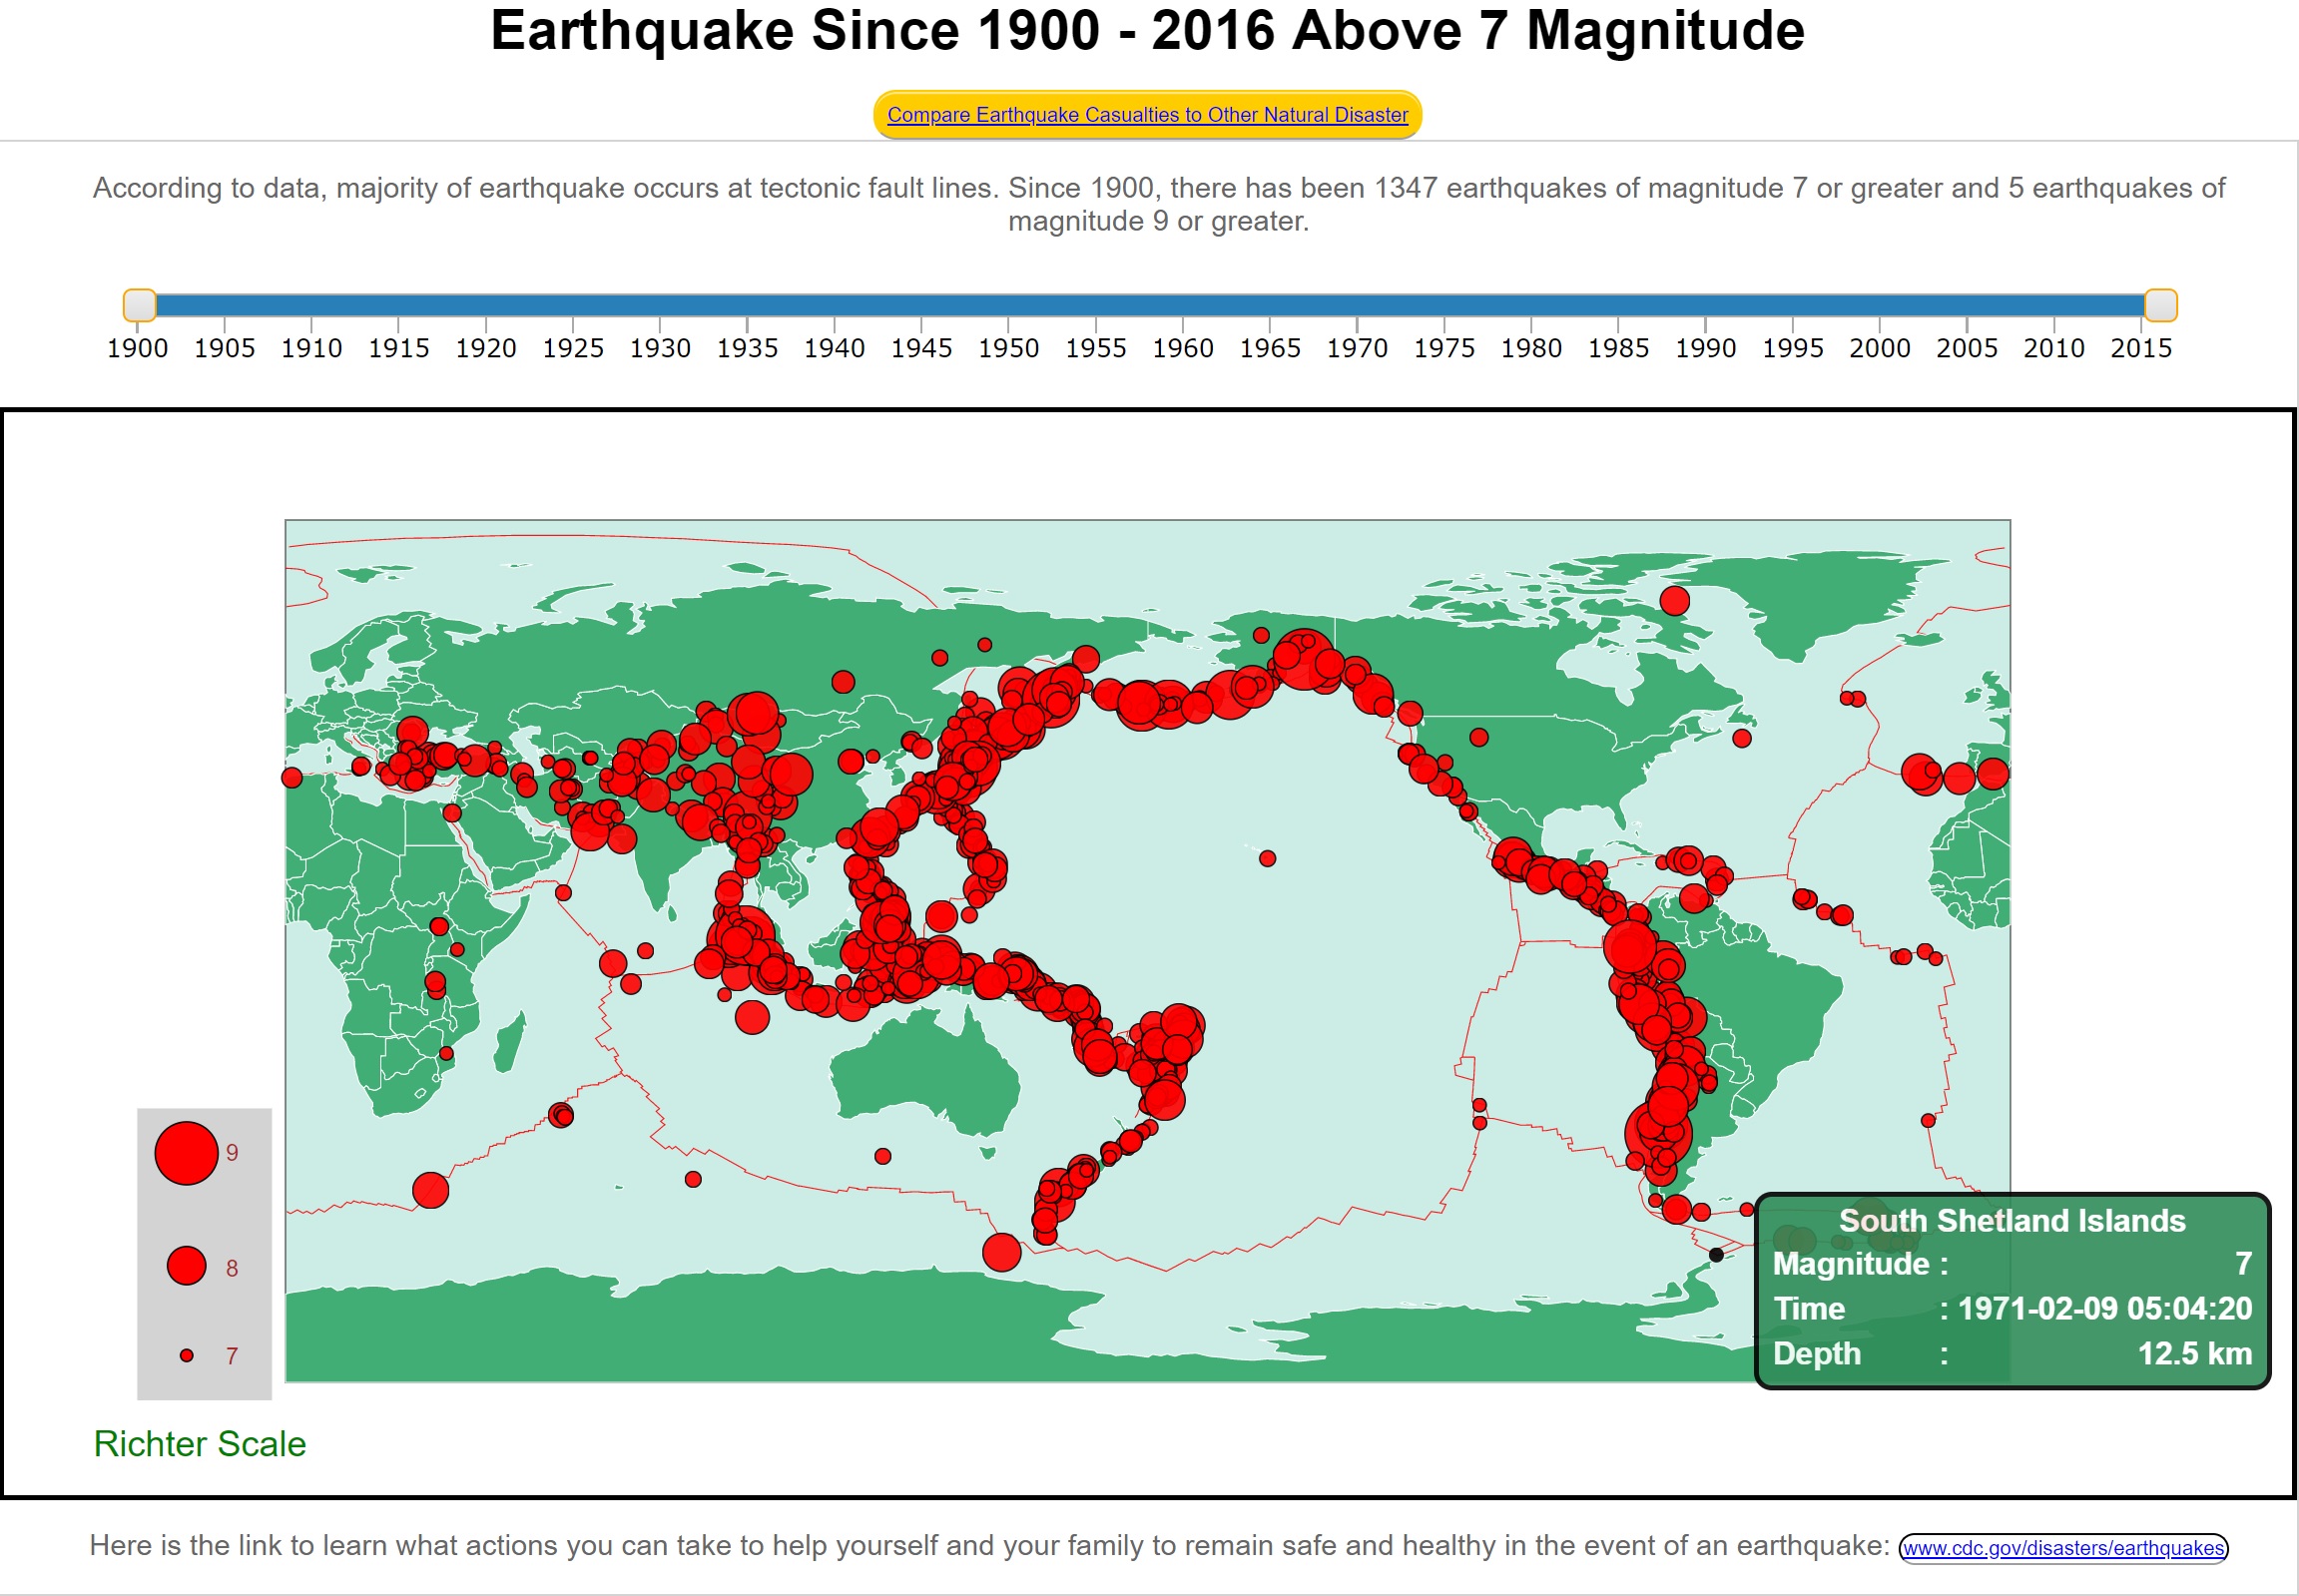 Earthquake Since 1900 - 2016 Above 7 Magnitude
Compare Earthquake Casualties to Other Natural Disaster
According to data, majority of earthquake occurs at tectonic fault lines. Since 1900, there has been 1347 earthquakes of magnitude 7 or greater and 5 earthquakes of
magnitude 9 or greater.
1900 1905 1910 1915 1920 1925 1930 1935 1940 1945 1950 1955 1960 1965 1970 1975 1980 1985 1990 1995 2000 2005 2010 2015
9
8
7
Richter Scale
South Shetland Islands
Magnitude : 7
Time : 1971-02-09 05:04:20
Depth : 12.5 km
Here is the link to learn what actions you can take to help yourself and your family to remain safe and healthy in the event of an earthquake: www.cdc.gov/disasters/earthquakes